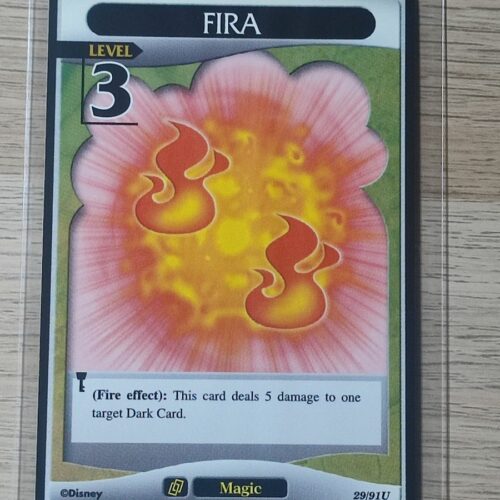 FIRA
LEVEL
3
(Fire effect): This card deals 5 damage to one
target Dark Card.
©Disney
Magic
29/91U